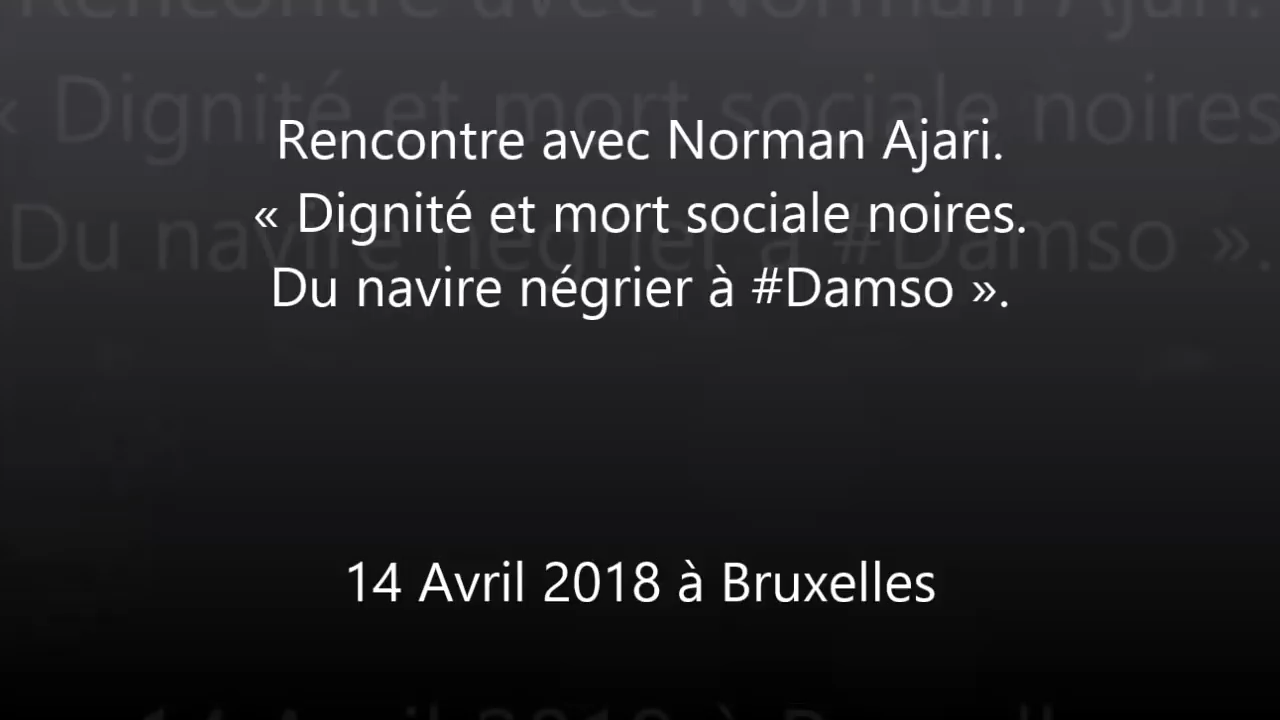 Rencontre avec Norman Ajari.
« Dignité et mort sociale noires.
Du navire négrier à #Damso ».
14 Avril 2018 à Bruxelles